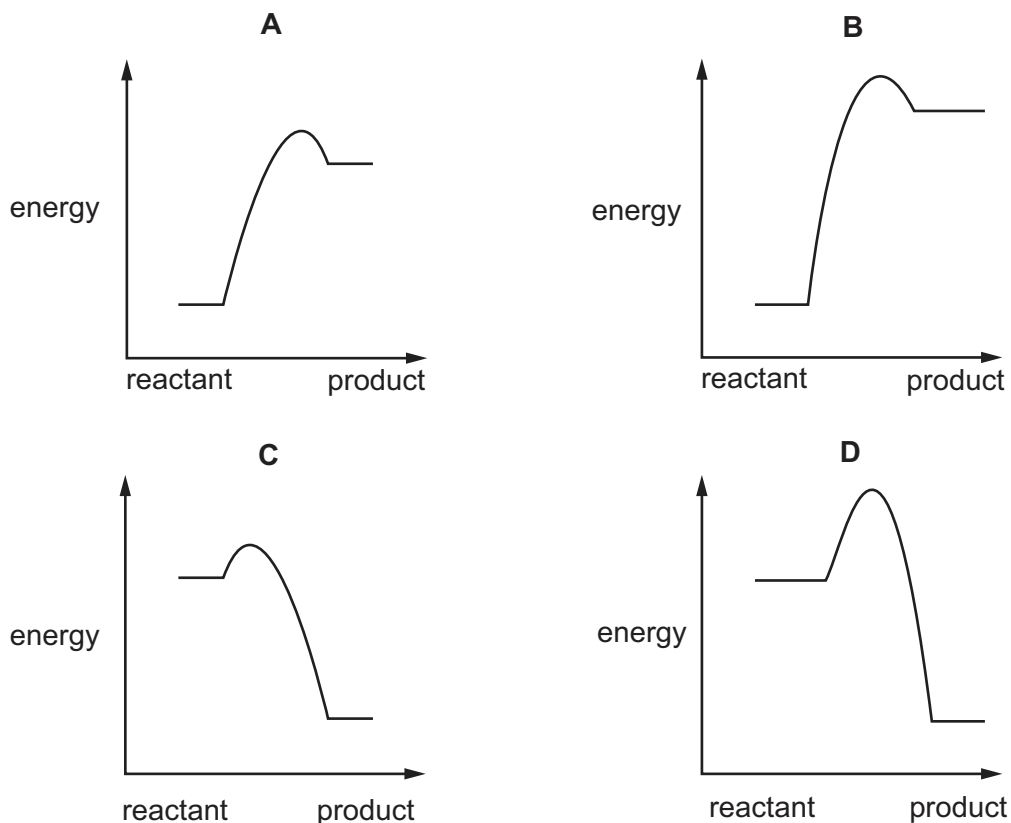 A
B
energy
energy
reactant
product
reactant
product
C
D
energy
energy
reactant
product
reactant
product